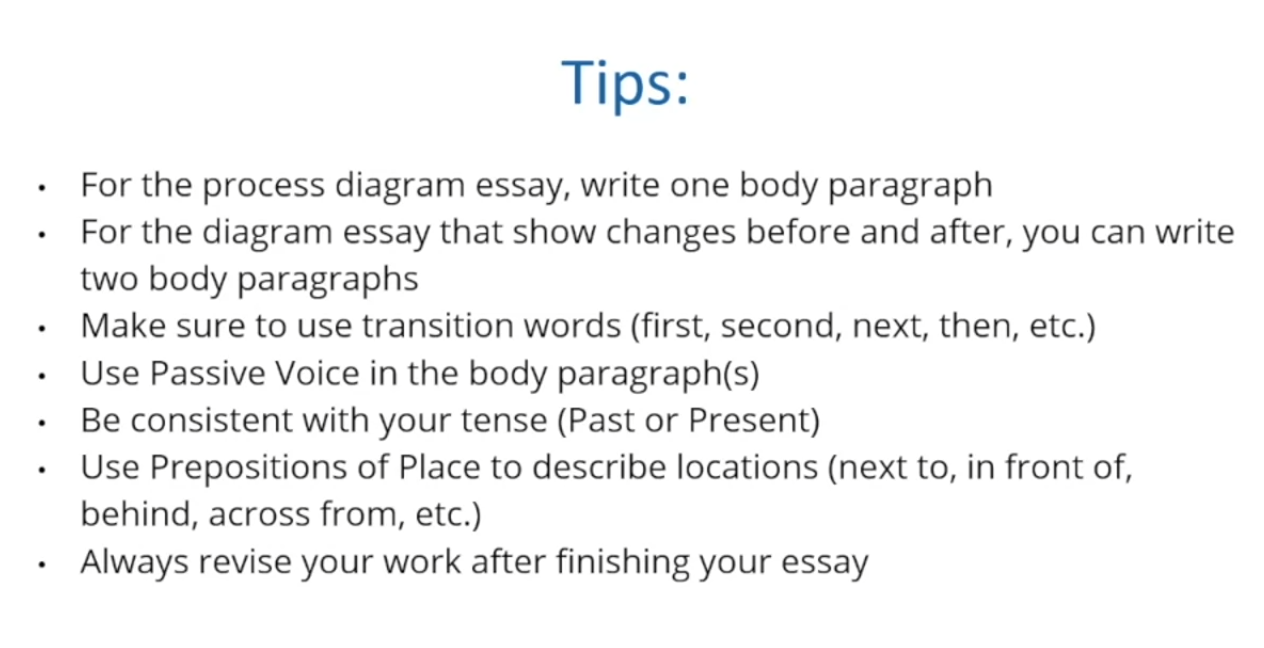 Tips:
• For the process diagram essay, write one body paragraph
• For the diagram essay that show changes before and after, you can write
two body paragraphs
• Make sure to use transition words (first, second, next, then, etc.)
• Use Passive Voice in the body paragraph(s)
• Be consistent with your tense (Past or Present)
• Use Prepositions of Place to describe locations (next to, in front of,
behind, across from, etc.)
• Always revise your work after finishing your essay